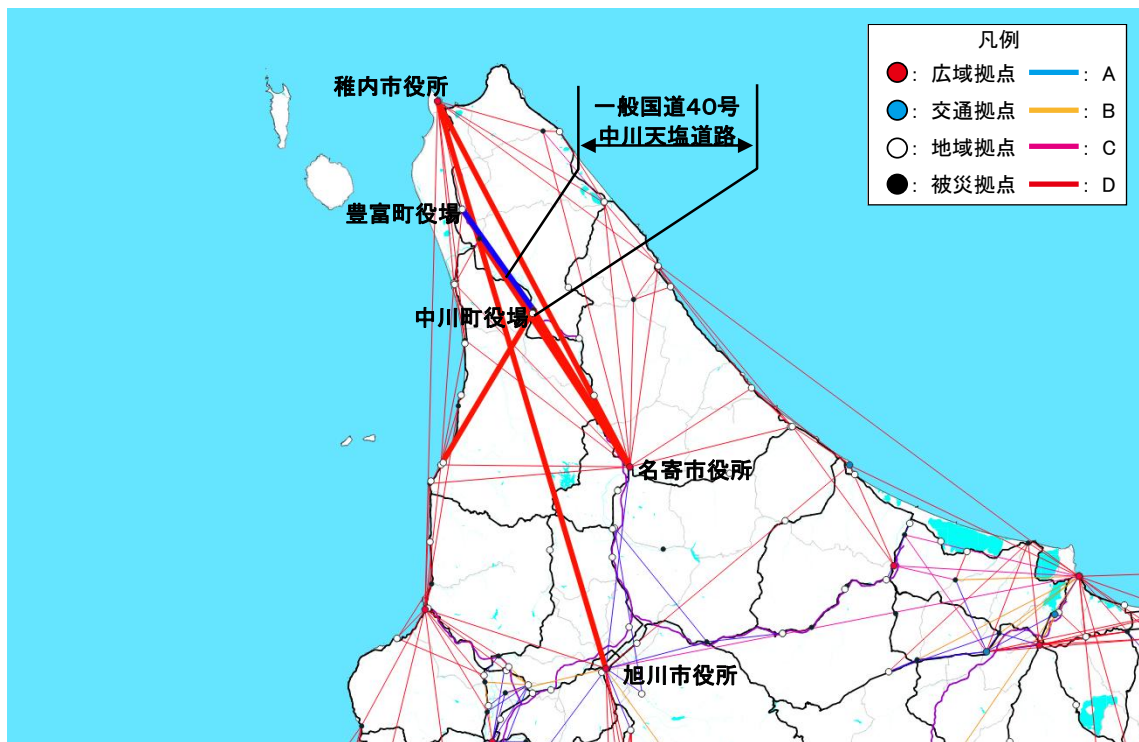 凡例
●： 広域拠点 ： A
●： 交通拠点 ： B
○： 地域拠点 ： C
●： 被災拠点 ： D
稚内市役所
一般国道40号
中川天塩道路
豊富町役場
中川町役場
名寄市役所
旭川市役所